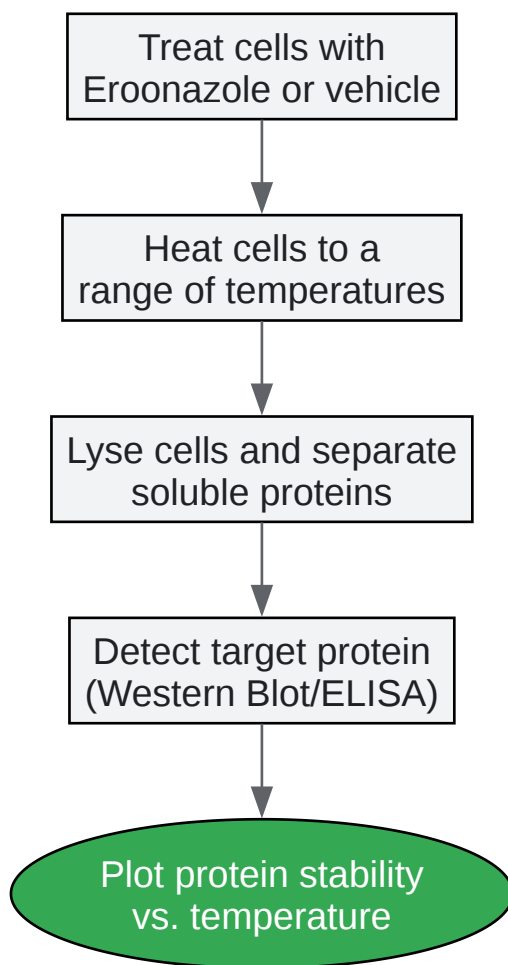 Treat cells with
Eroonazole or vehicle
Heat cells to a
range of temperatures
Lyse cells and separate
soluble proteins
Detect target protein
(Western Blot/ELISA)
Plot protein stability
vs. temperature